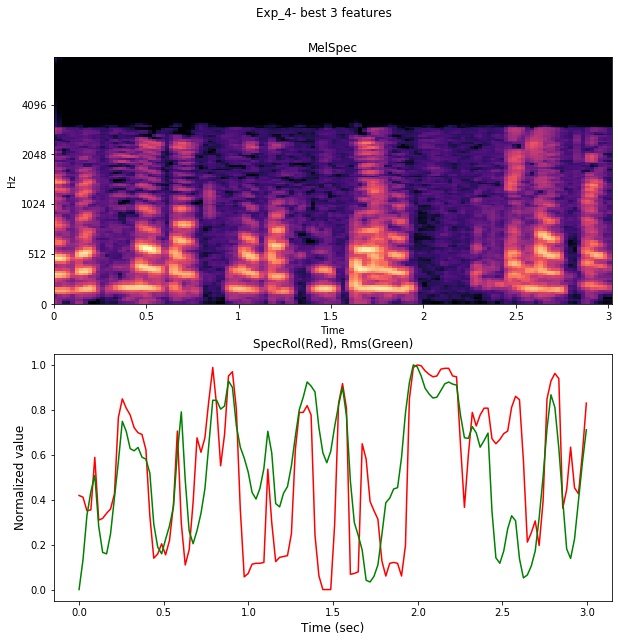 Exp_4- best 3 features
MelSpec
4096
2048
1024
512
0
Hz
0 0.5 1 1.5 2 2.5 3
Time
SpecRol(Red), Rms(Green)
1.0
0.8
0.6
0.4
0.2
0.0
Normalized value
0.0 0.5 1.0 1.5 2.0 2.5 3.0
Time (sec)